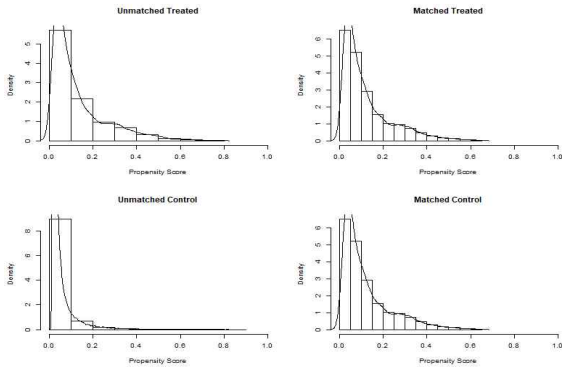 Unmatched Treated
Density
0 1 2 3 4 5
0.0 0.2 0.4 0.6 0.8 1.0
Propensity Score
Matched Treated
Density
0 1 2 3 4 5 6
0.0 0.2 0.4 0.6 0.8 1.0
Propensity Score
Unmatched Control
Density
0 2 4 6 8
0.0 0.2 0.4 0.6 0.8 1.0
Propensity Score
Matched Control
Density
0 1 2 3 4 5 6
0.0 0.2 0.4 0.6 0.8 1.0
Propensity Score